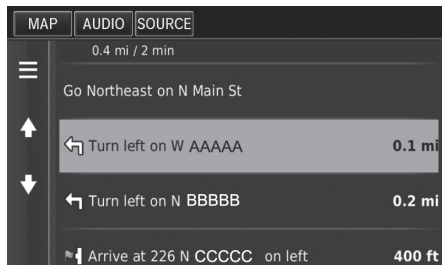 MAP AUDIO SOURCE
0.4 mi / 2 min
Go Northeast on N Main St
Turn left on W AAAAA 0.1 mi
Turn left on N BBBBB 0.2 mi
Arrive at 226 N CCCCC on left 400 ft